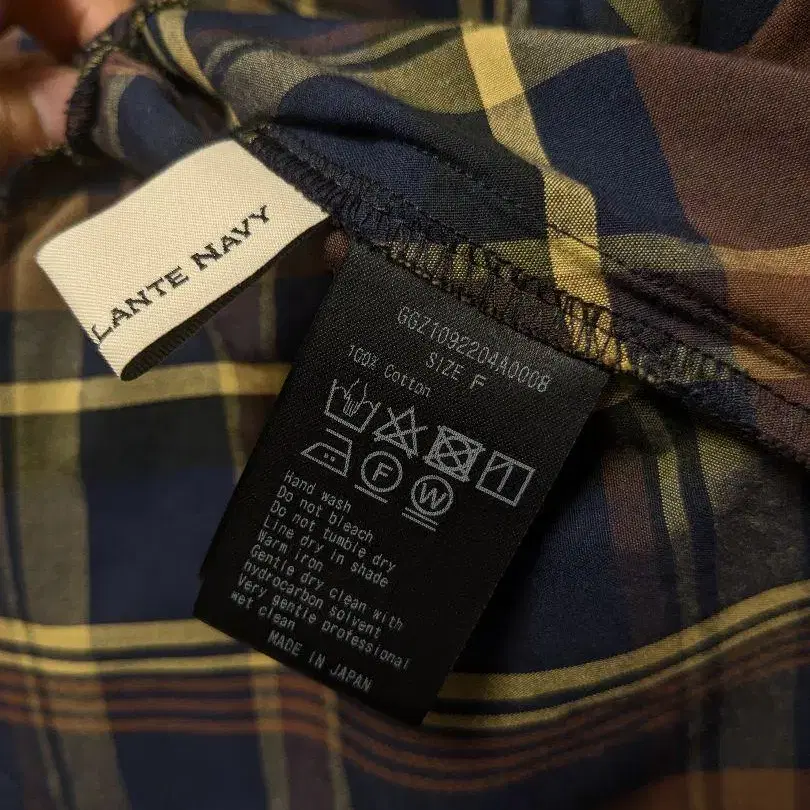 LANTE NAVY
GGZ1092204A0008
SIZE F
100% Cotton
F
W
Hand wash
Do not bleach
Do not tumble dry
Line dry in shade
Warm iron
Gentle dry clean with
hydrocarbon solvent
Very gentle professional
wet clean
MADE IN JAPAN